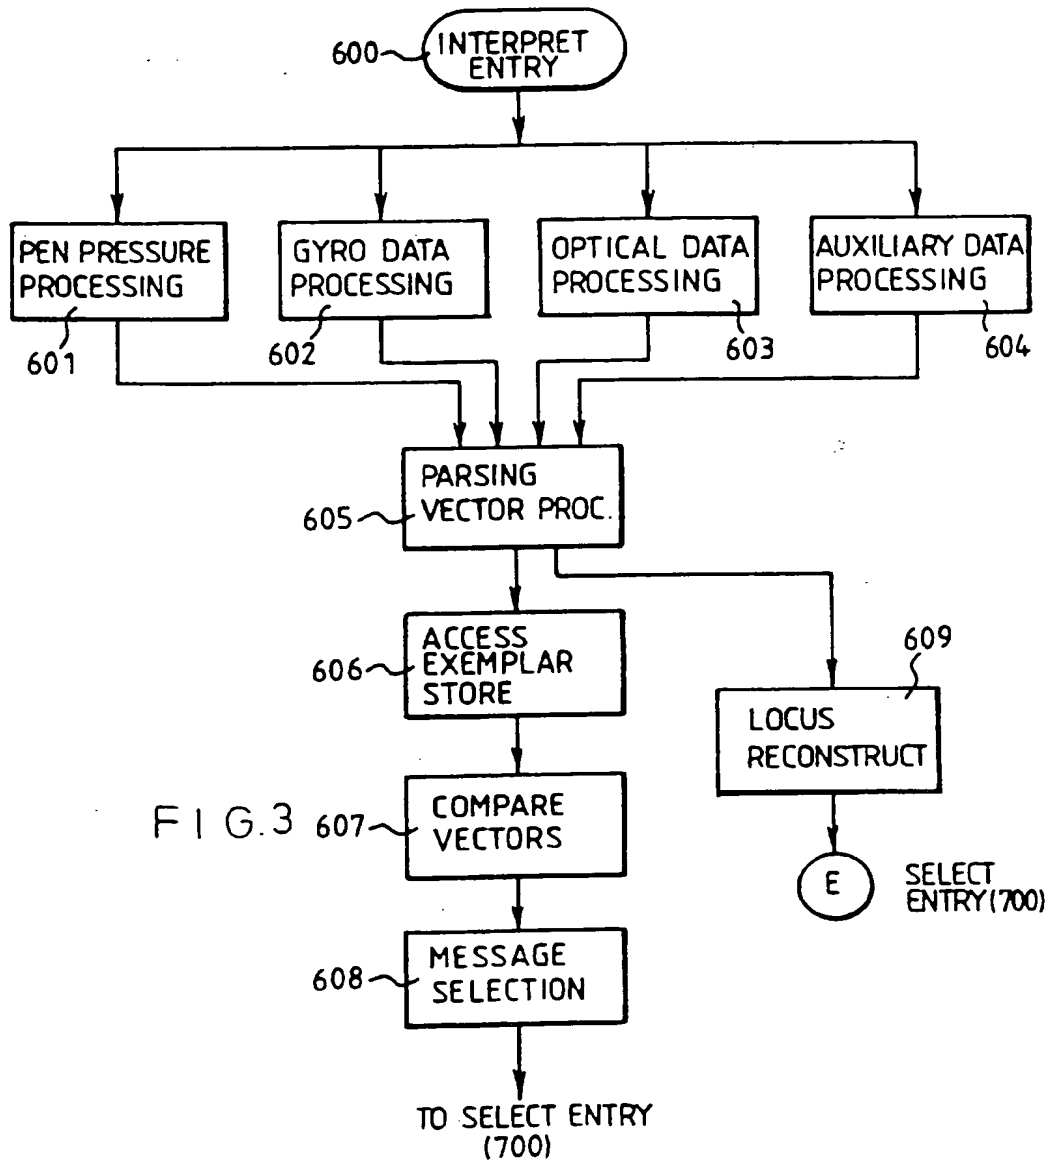 600
INTERPRET
ENTRY
PEN PRESSURE
PROCESSING
601
GYRO DATA
PROCESSING
602
OPTICAL DATA
PROCESSING
603
AUXILIARY DATA
PROCESSING
604
605
PARSING
VECTOR PROC.
606
ACCESS
EXEMPLAR
STORE
609
LOCUS
RECONSTRUCT
FIG.3
607
COMPARE
VECTORS
E
SELECT
ENTRY(700)
608
MESSAGE
SELECTION
TO SELECT ENTRY
(700)